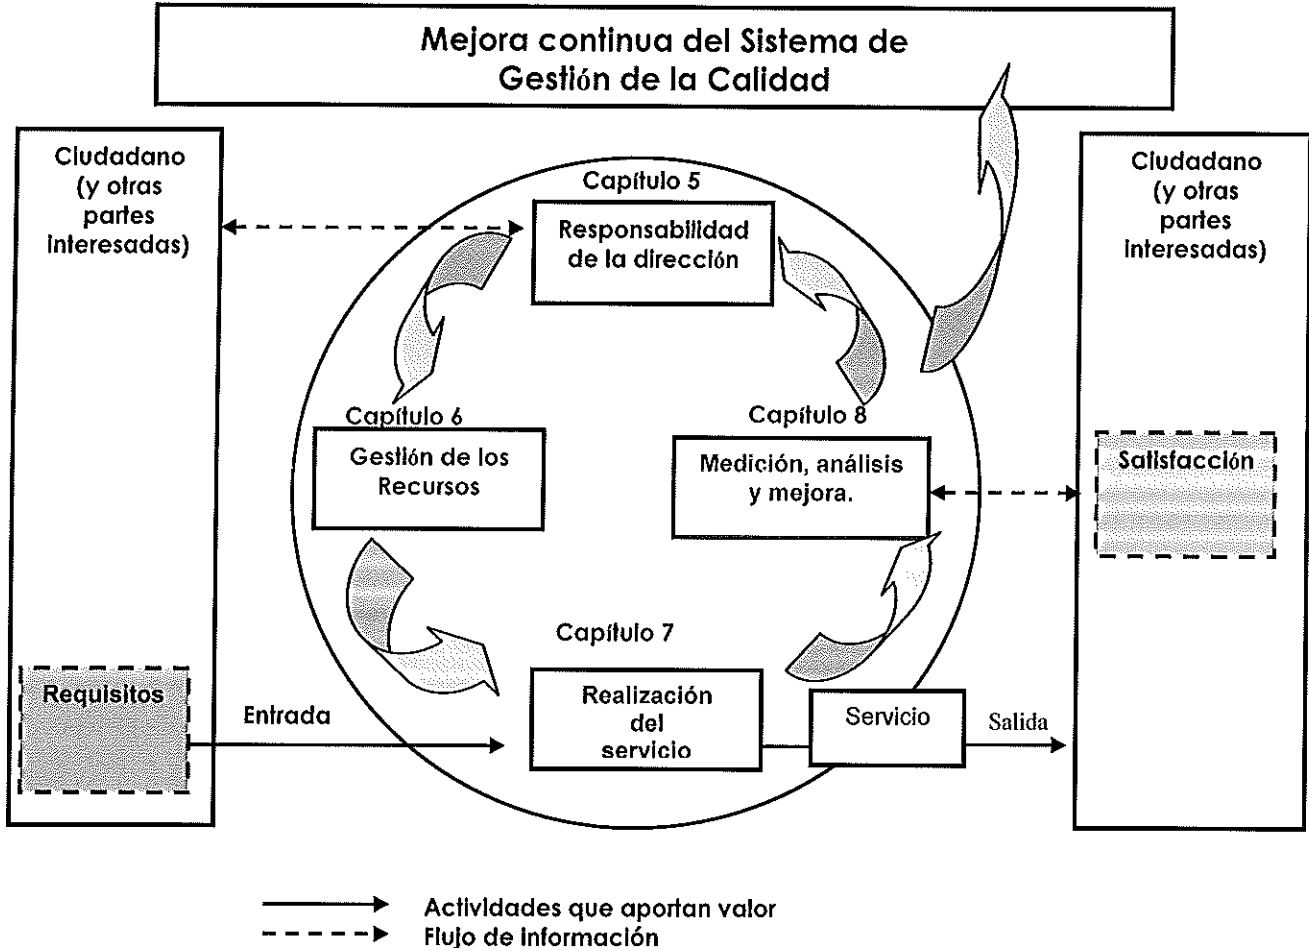 Mejora continua del Sistema de
Gestión de la Calidad
Ciudadano
(y otras
partes
interesadas)
Capítulo 5
Responsabilidad
de la dirección
Ciudadano
(y otras
partes
interesadas)
Capítulo 6
Gestión de los
Recursos
Capítulo 8
Medición, análisis
y mejora.
Satisfacción
Capítulo 7
Realización
del
servicio
Requisitos
Entrada
Servicio
Salida
Actividades que aportan valor
Flujo de información